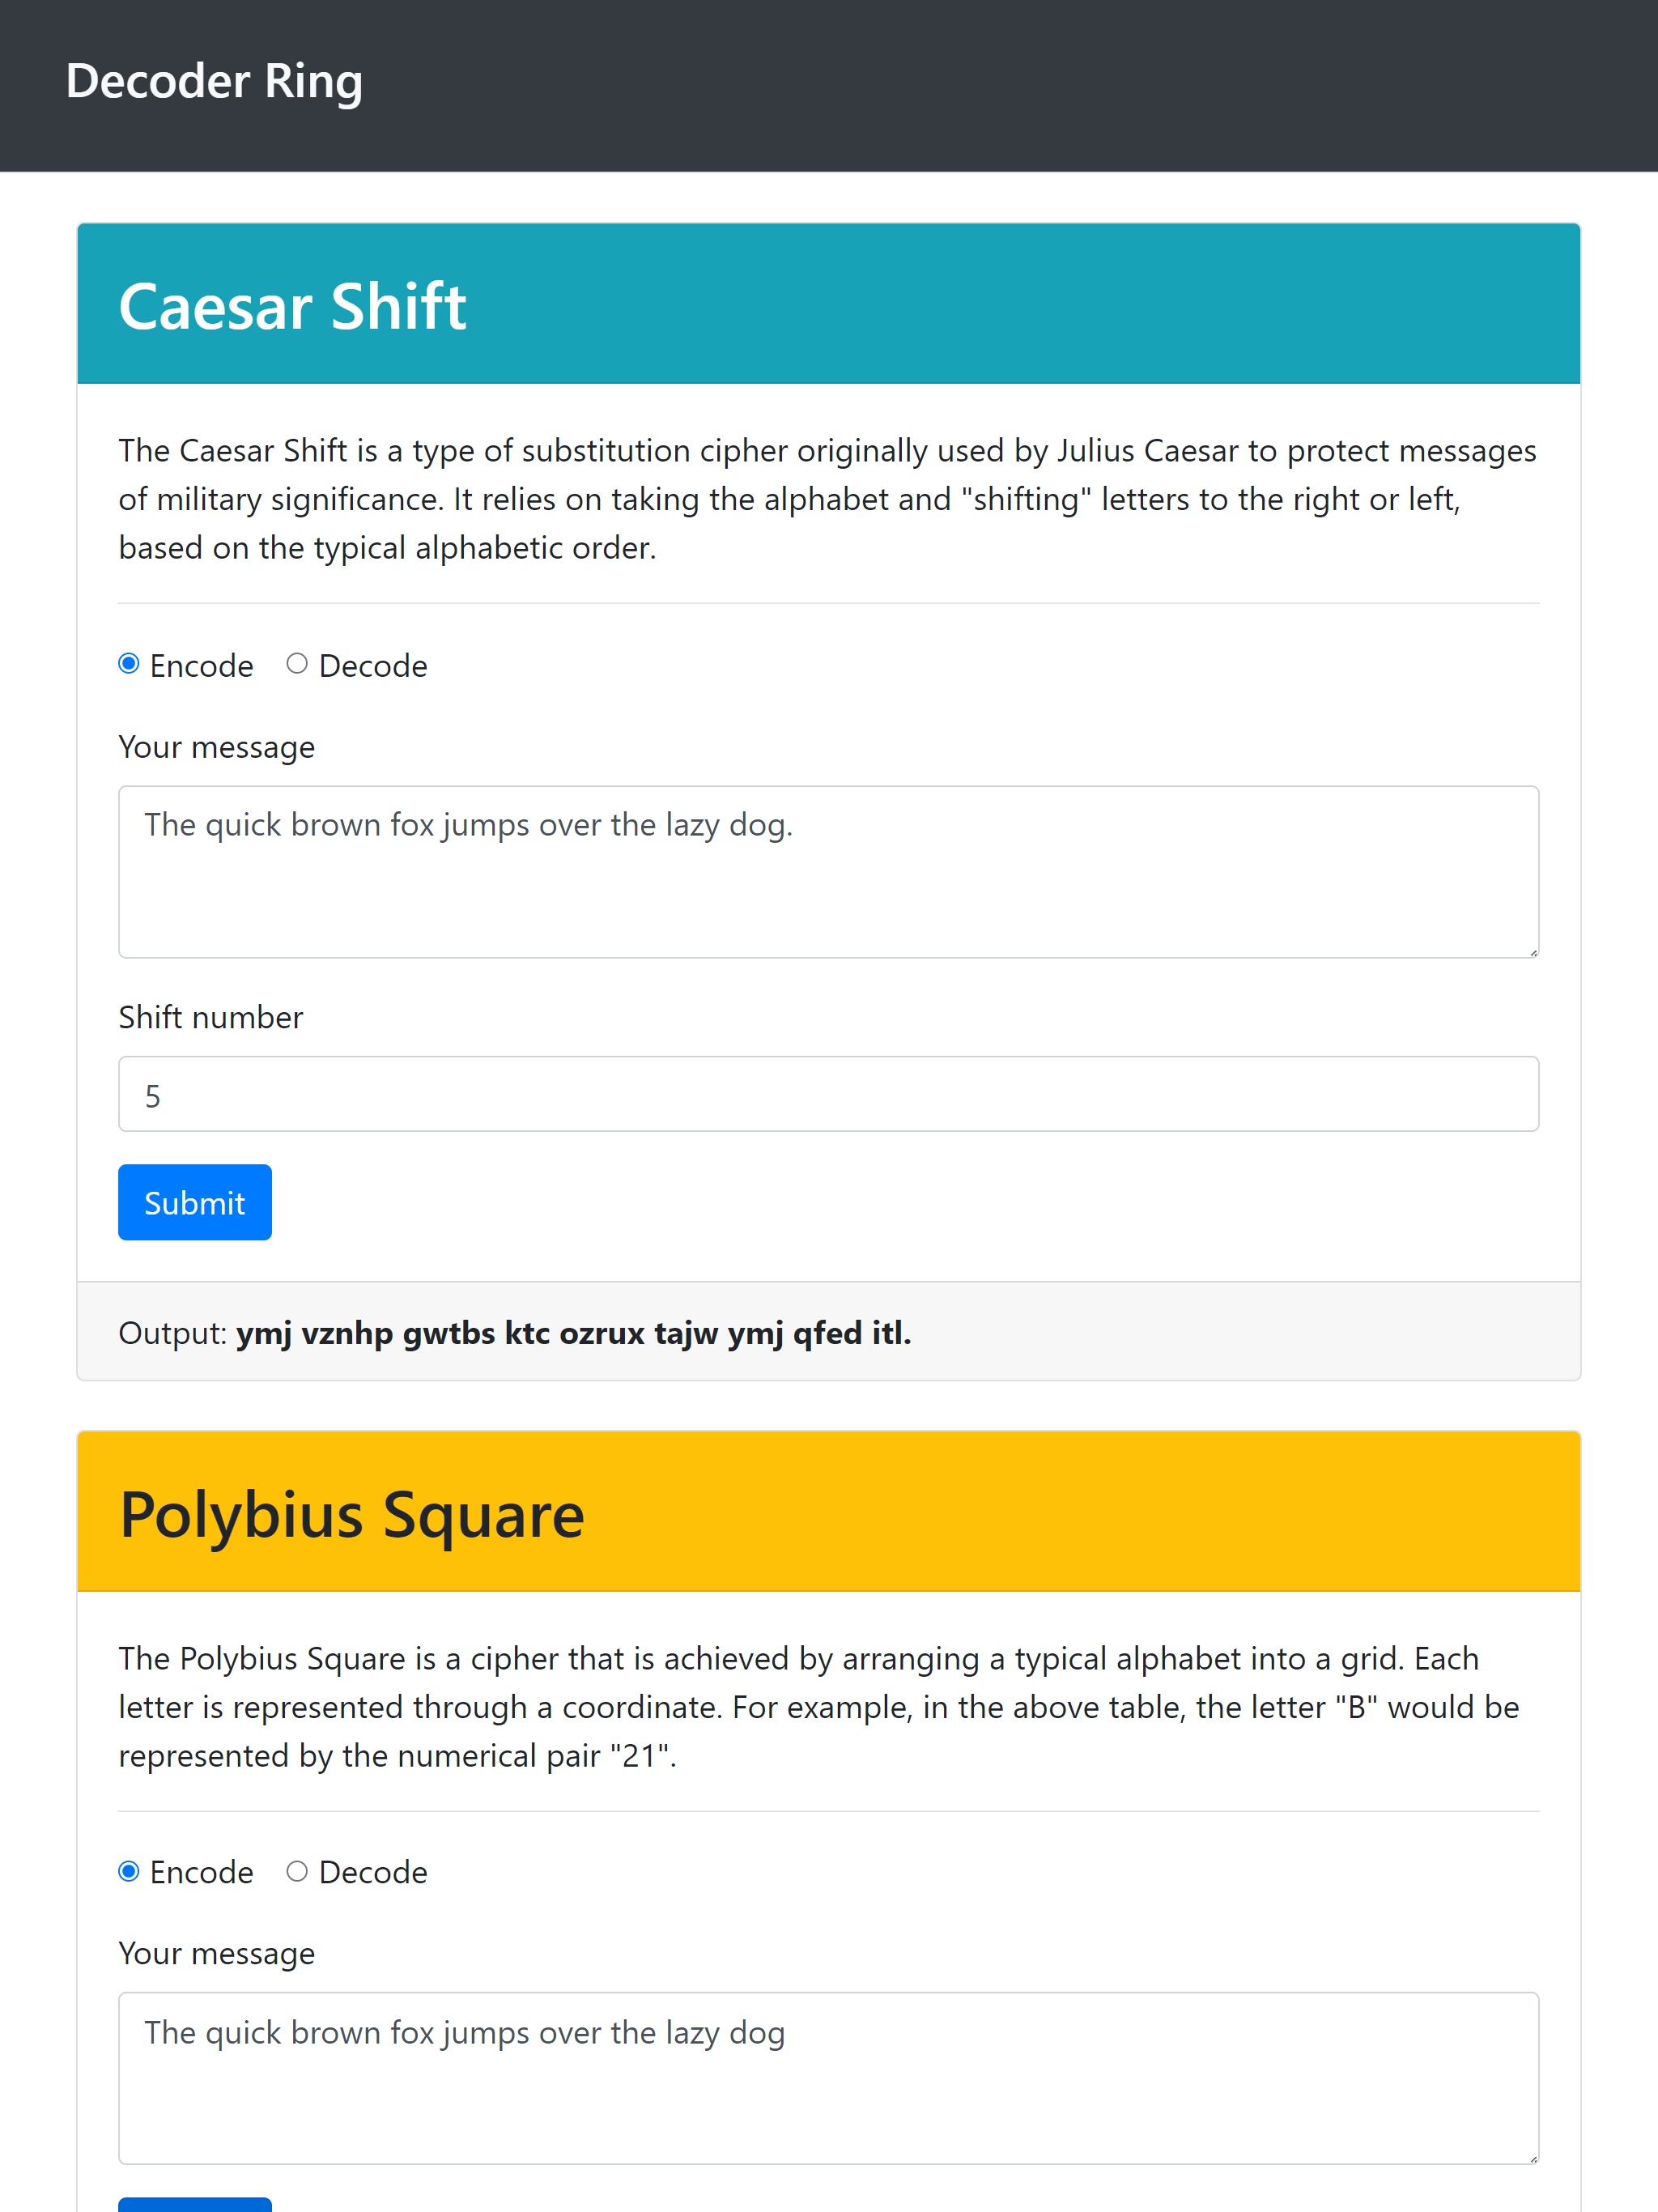 Decoder Ring
Caesar Shift
The Caesar Shift is a type of substitution cipher originally used by Julius Caesar to protect messages
of military significance. It relies on taking the alphabet and "shifting" letters to the right or left,
based on the typical alphabetic order.
Encode Decode
Your message
The quick brown fox jumps over the lazy dog.
Shift number
5
Submit
Output: ymj vznhp gwtbs ktc ozrux tajw ymj qfed itl.
Polybius Square
The Polybius Square is a cipher that is achieved by arranging a typical alphabet into a grid. Each
letter is represented through a coordinate. For example, in the above table, the letter "B" would be
represented by the numerical pair "21".
Encode Decode
Your message
The quick brown fox jumps over the lazy dog